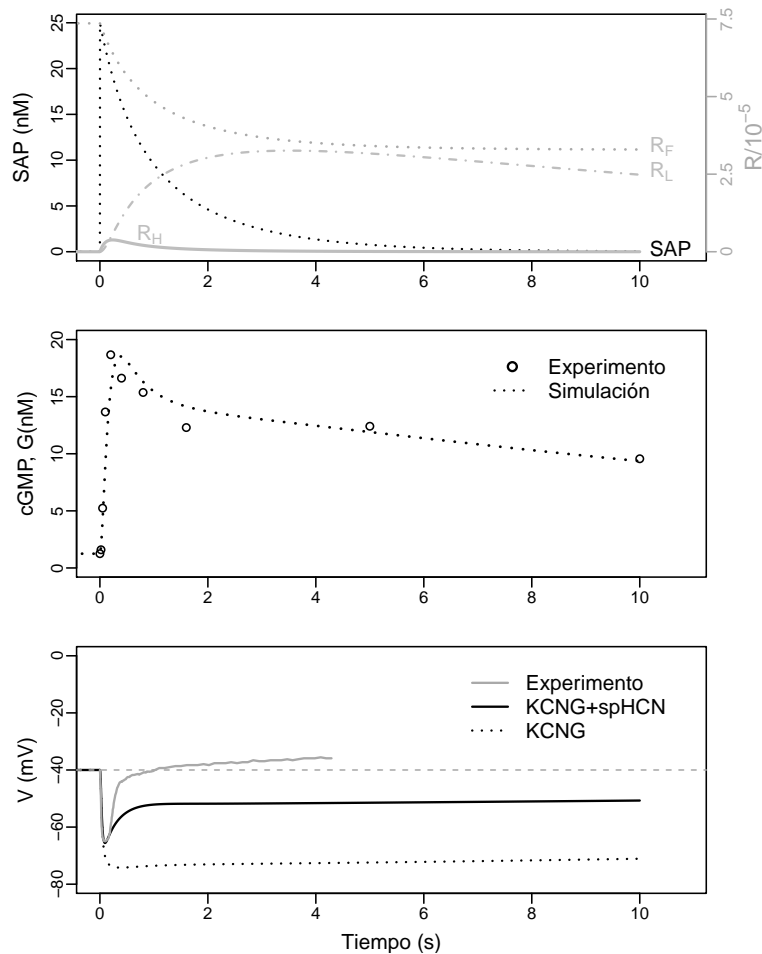 SAP (nM)
25
20
15
10
5
0
7.5
5
2.5
0
R/10⁻⁵
R_F
R_L
R_H
SAP
0 2 4 6 8 10
cGMP, G(nM)
20
15
10
5
0
Experimento
Simulación
0 2 4 6 8 10
V (mV)
0
−20
−40
−60
−80
Experimento
KCNG+spHCN
KCNG
0 2 4 6 8 10
Tiempo (s)